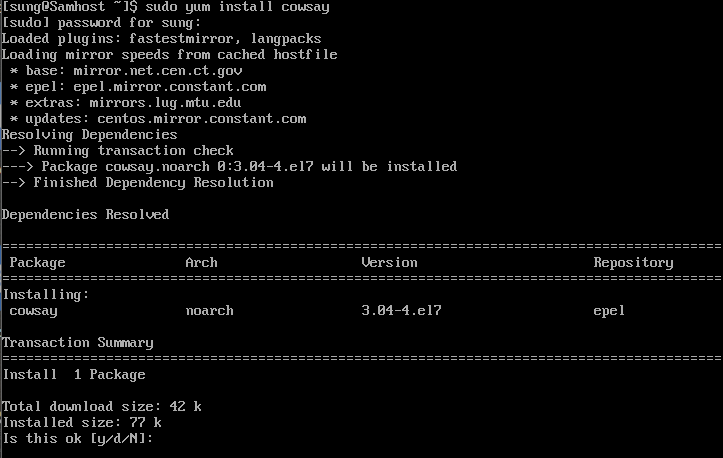 [sung@Samhost ~]$ sudo yum install cowsay
[sudo] password for sung:
Loaded plugins: fastestmirror, langpacks
Loading mirror speeds from cached hostfile
 * base: mirror.net.cen.ct.gov
 * epel: epel.mirror.constant.com
 * extras: mirrors.lug.mtu.edu
 * updates: centos.mirror.constant.com
Resolving Dependencies
--> Running transaction check
---> Package cowsay.noarch 0:3.04-4.el7 will be installed
--> Finished Dependency Resolution

Dependencies Resolved

==========================================================================================
 Package               Arch                  Version                      Repository
==========================================================================================
Installing:
 cowsay                noarch                3.04-4.el7                   epel

Transaction Summary
==========================================================================================
Install  1 Package

Total download size: 42 k
Installed size: 77 k
Is this ok [y/d/N]: